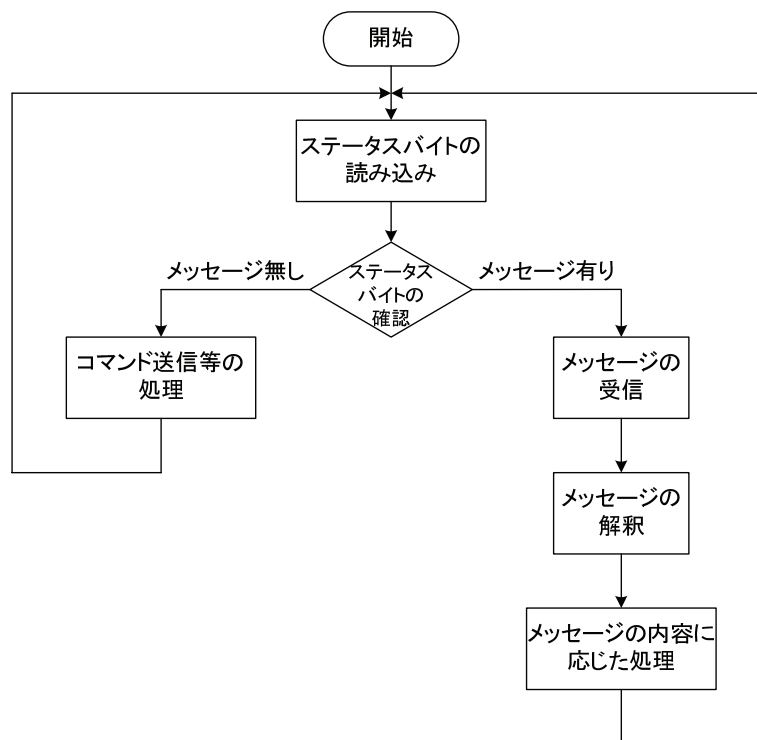 開始
ステータスバイトの
読み込み
メッセージ無し
ステータス
バイトの
確認
メッセージ有り
コマンド送信等の
処理
メッセージの
受信
メッセージの
解釈
メッセージの内容に
応じた処理